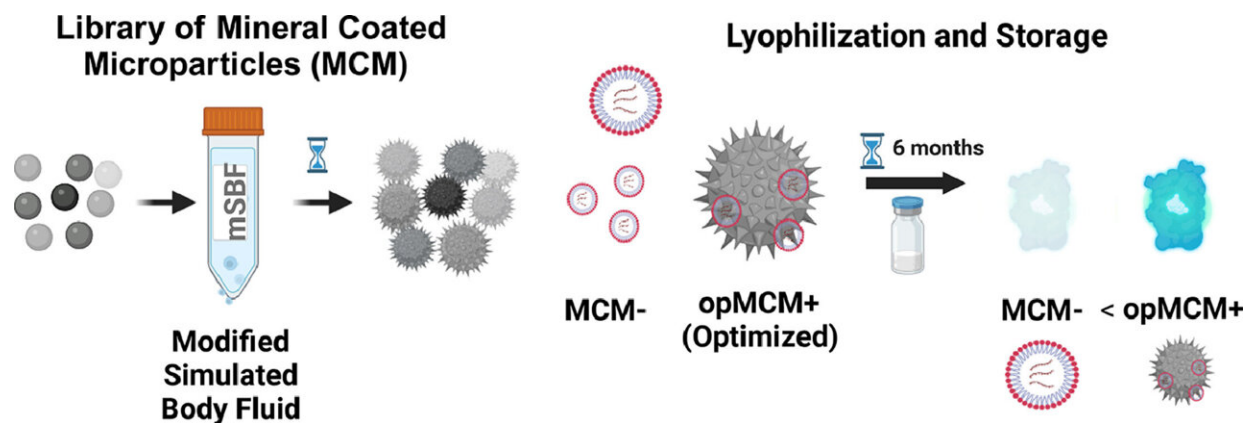 Library of Mineral Coated
Microparticles (MCM)
mSBF
Modified
Simulated
Body Fluid
Lyophilization and Storage
6 months
MCM-
opMCM+
(Optimized)
MCM- < opMCM+